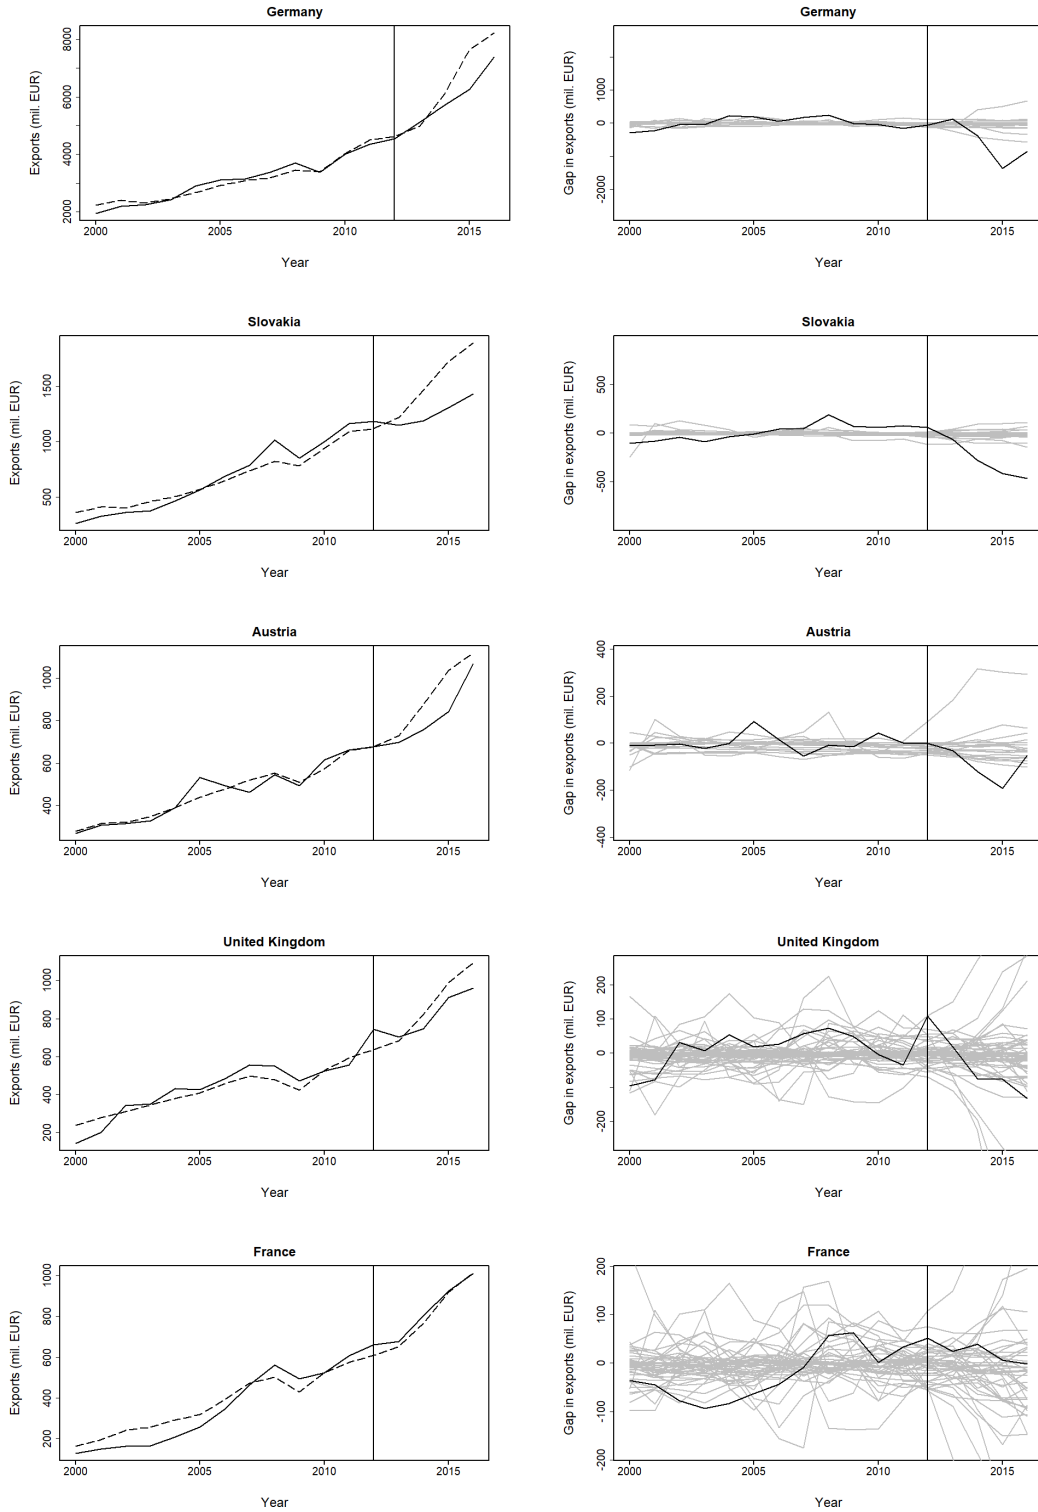 Germany
Exports (mil. EUR)
8000
6000
4000
2000
2000 2005 2010 2015
Year
Germany
Gap in exports (mil. EUR)
1000
0
-2000
2000 2005 2010 2015
Year
Slovakia
Exports (mil. EUR)
1500
1000
500
2000 2005 2010 2015
Year
Slovakia
Gap in exports (mil. EUR)
500
0
-500
2000 2005 2010 2015
Year
Austria
Exports (mil. EUR)
1000
800
600
400
2000 2005 2010 2015
Year
Austria
Gap in exports (mil. EUR)
400
200
0
-200
-400
2000 2005 2010 2015
Year
United Kingdom
Exports (mil. EUR)
1000
800
600
400
200
2000 2005 2010 2015
Year
United Kingdom
Gap in exports (mil. EUR)
200
100
0
-200
2000 2005 2010 2015
Year
France
Exports (mil. EUR)
1000
800
600
400
200
2000 2005 2010 2015
Year
France
Gap in exports (mil. EUR)
200
100
0
-100
-200
2000 2005 2010 2015
Year